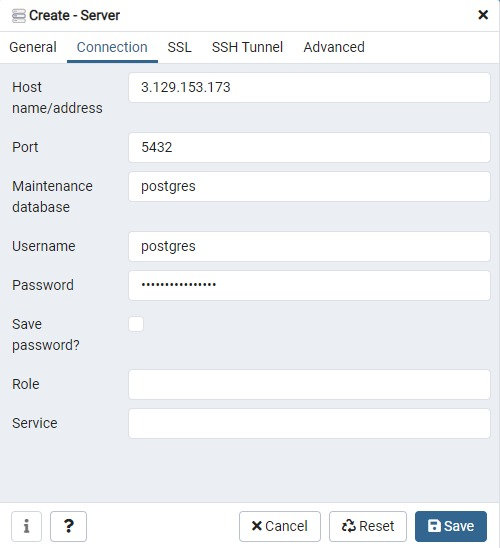 Create - Server
General Connection SSL SSH Tunnel Advanced
Host name/address
3.129.153.173
Port
5432
Maintenance database
postgres
Username
postgres
Password
••••••••••••••••
Save password?
Role
Service
i ? Cancel Reset Save